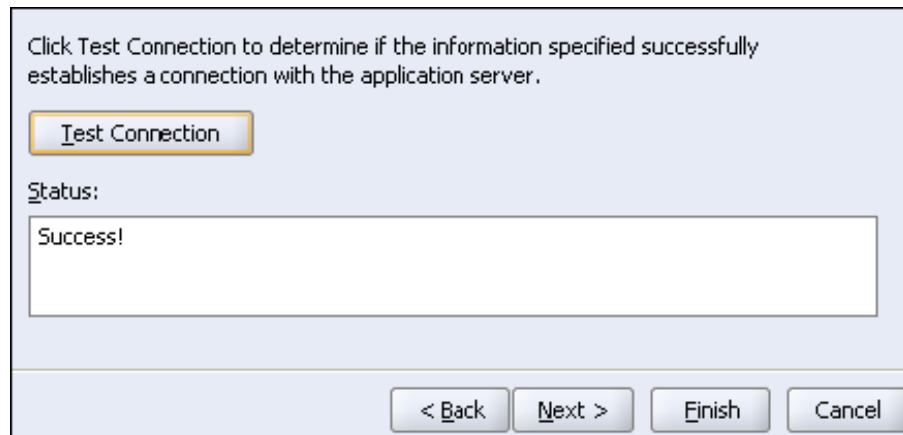 Click Test Connection to determine if the information specified successfully
establishes a connection with the application server.
Test Connection
Status:
Success!
< Back Next > Finish Cancel